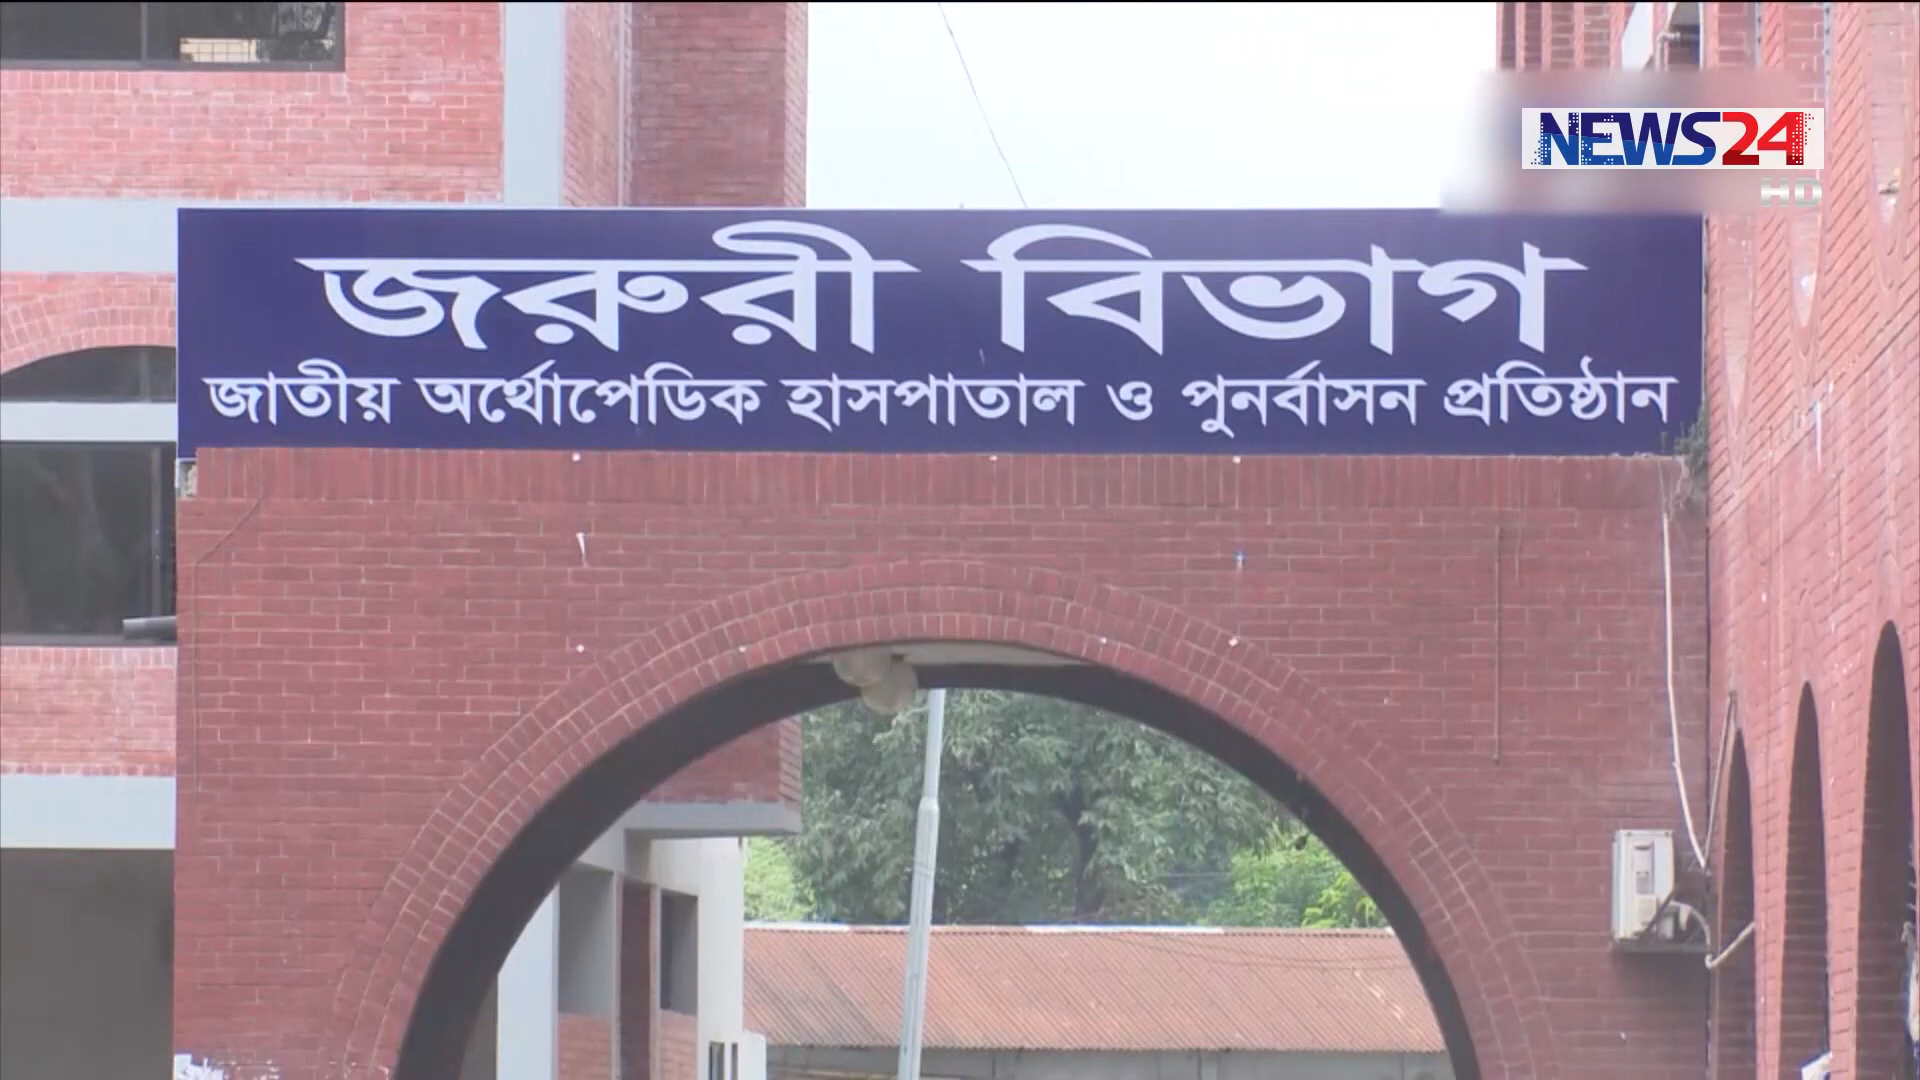 NEWS24
HD
জরুরী বিভাগ
জাতীয় অর্থোপেডিক হাসপাতাল ও পুনর্বাসন প্রতিষ্ঠান